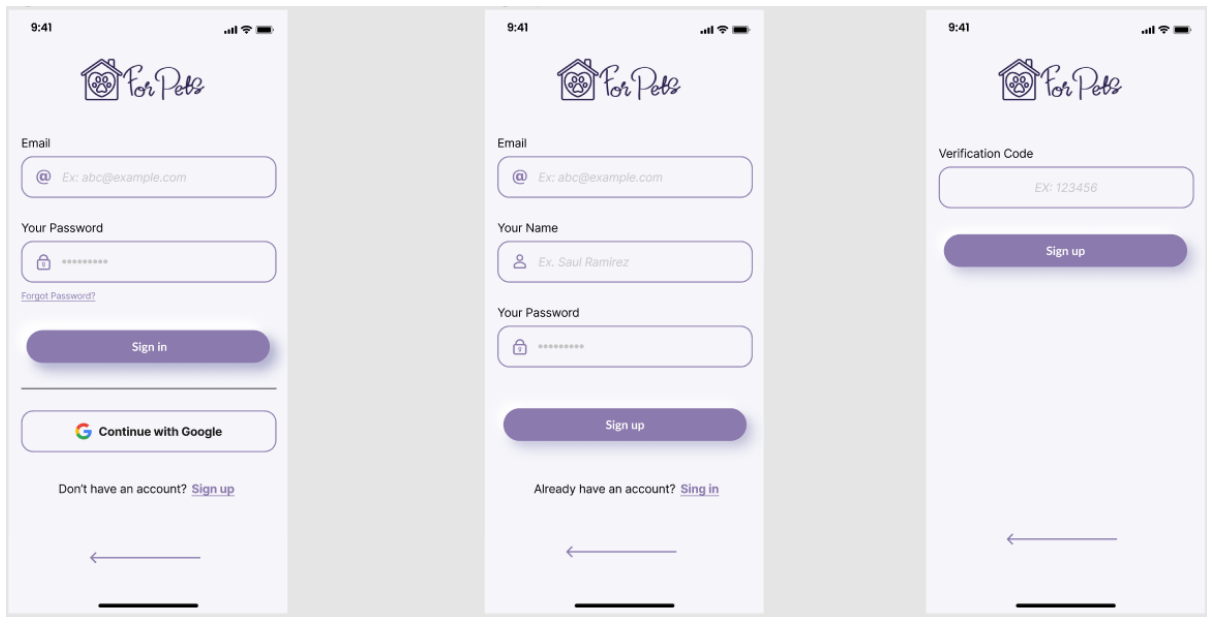 9:41
For Pets
Email
@ Ex: abc@example.com
Your Password
*********
Forgot Password?
Sign in
Continue with Google
Don't have an account? Sign up
9:41
For Pets
Email
@ Ex: abc@example.com
Your Name
Ex. Saul Ramirez
Your Password
*********
Sign up
Already have an account? Sing in
9:41
For Pets
Verification Code
EX: 123456
Sign up